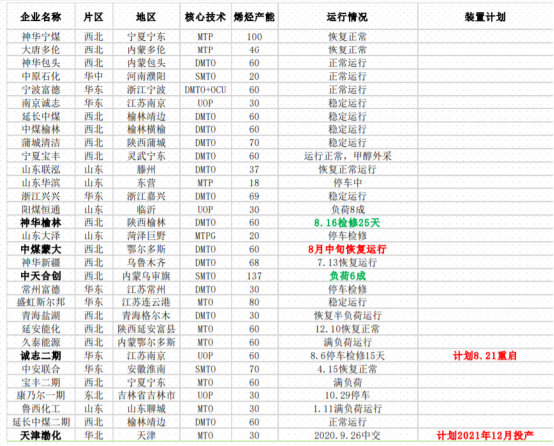 企业名称 片区 地区 核心技术 烯烃产能 运行情况 装置计划
神华宁煤 西北 宁夏宁东 MTP 100 恢复正常
大唐多伦 西北 内蒙多伦 MTP 46 恢复正常
神华包头 西北 内蒙包头 DMTO 60 正常运行
中原石化 华中 河南濮阳 SMTO 20 正常运行
宁波富德 华东 浙江宁波 DMTO+OCU 60 正常运行
南京诚志 华东 江苏南京 UOP 30 稳定运行
延长中煤 西北 榆林靖边 DMTO 60 稳定运行
中煤榆林 西北 榆林横榆 DMTO 60 稳定运行
蒲城清洁 西北 陕西蒲城 DMTO 70 稳定运行
宁夏宝丰 西北 灵武宁东 DMTO 60 运行正常，甲醇外采
山东联泓 山东 滕州 DMTO 37 恢复正常运行
山东华滨 山东 东营 MTP 18 停车中
浙江兴兴 华东 浙江嘉兴 DMTO 69 稳定运行
阳煤恒通 山东 临沂 UOP 30 负荷8成
神华榆林 西北 陕西榆林 DMTO 60 8.16检修25天
山东大泽 山东 菏泽巨野 MTPG 20 停车检修
中煤蒙大 西北 鄂尔多斯 DMTO 60 8月中旬恢复运行
神华新疆 西北 乌鲁木齐 DMTO 68 7.13恢复运行
中天合创 西北 内蒙乌审旗 SMTO 137 负荷6成
常州富德 华东 江苏常州 DMTO 30 停车检修
盛虹斯尔邦 华东 江苏连云港 MTO 80 稳定运行
青海盐湖 西北 青海格尔木 DMTO 30 恢复半负荷运行
延安能化 西北 陕西延安富县 DMTO 60 12.10恢复正常
久泰能源 西北 内蒙鄂尔多斯 MTO 60 满负荷运行
诚志二期 华东 江苏南京 UOP 60 8.6停车检修15天 计划8.21重启
中安联合 华东 安徽淮南 SMTO 70 4.15恢复正常
宝丰二期 西北 宁夏宁东 MTO 60 满负荷
康乃尔一期 东北 吉林省吉林市 UOP 30 10.29停车
鲁西化工 山东 山东聊城 MTO 30 1.11满负荷运行
延长中煤二期 西北 榆林靖边 DMTO 60 正常运行
天津渤化 华北 天津 MTO 30 2020.9.26中交 计划2021年12月投产